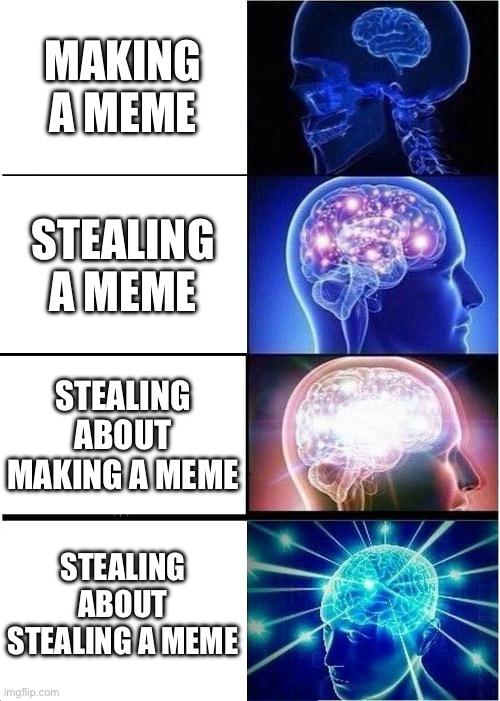 MAKING
A MEME
STEALING
A MEME
STEALING
ABOUT
MAKING A MEME
STEALING
ABOUT
STEALING A MEME
imgflip.com